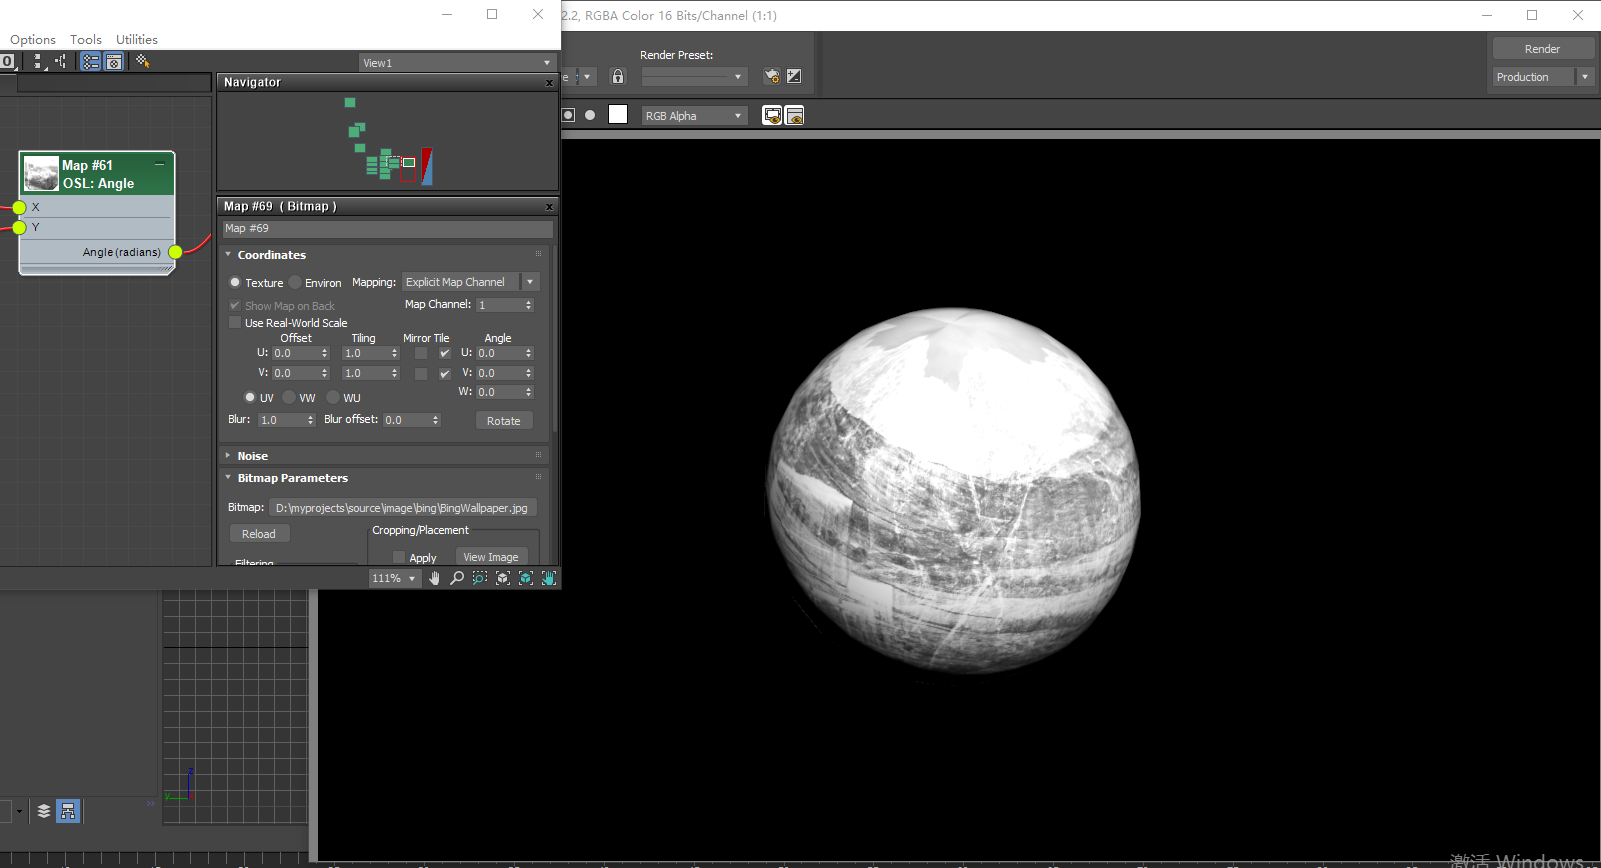 2.2, RGBA Color 16 Bits/Channel (1:1)
Options Tools Utilities
0
View1
Navigator
Map #61
OSL: Angle
X
Y
Angle (radians)
Map #69 ( Bitmap )
Map #69
Coordinates
Texture Environ Mapping: Explicit Map Channel
Show Map on Back Map Channel: 1
Use Real-World Scale
Offset Tiling Mirror Tile Angle
U: 0.0 1.0 U: 0.0
V: 0.0 1.0 V: 0.0
W: 0.0
UV VW WU
Blur: 1.0 Blur offset: 0.0 Rotate
Noise
Bitmap Parameters
Bitmap: D:\myprojects\source\image\bing\BingWallpaper.jpg
Reload
Cropping/Placement
Apply View Image
Filtering
111%
Render Preset:
Render
Production
RGB Alpha
z
y
激活 Windows